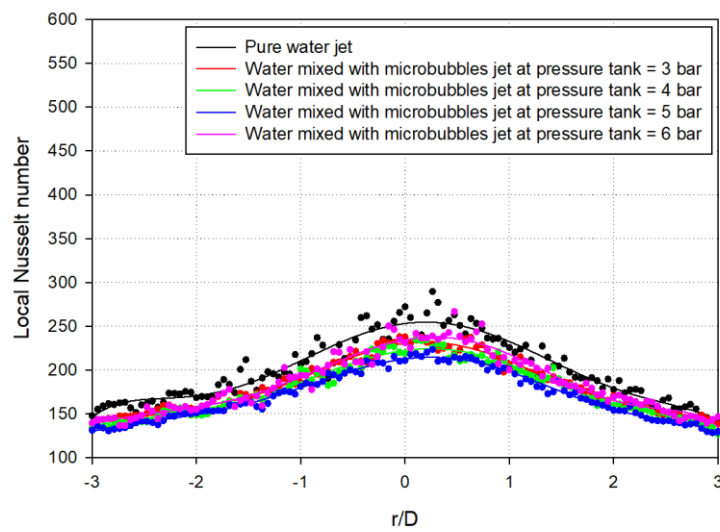 600
550
500
450
400
350
300
250
200
150
100
Local Nusselt number
Pure water jet
Water mixed with microbubbles jet at pressure tank = 3 bar
Water mixed with microbubbles jet at pressure tank = 4 bar
Water mixed with microbubbles jet at pressure tank = 5 bar
Water mixed with microbubbles jet at pressure tank = 6 bar
-3 -2 -1 0 1 2 3
r/D